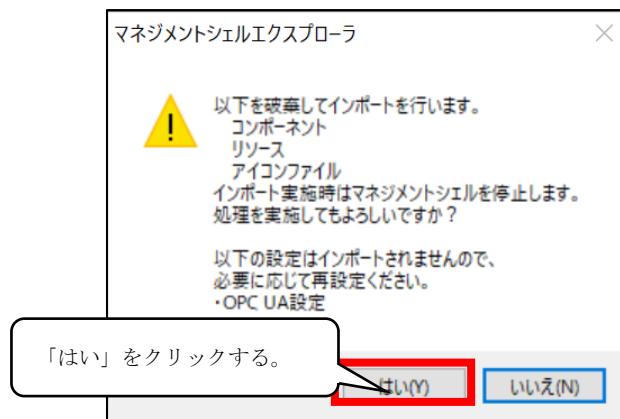 マネジメントシェルエクスプローラ
以下を破棄してインポートを行います。
コンポーネント
リソース
アイコンファイル
インポート実施時はマネジメントシェルを停止します。
処理を実施してもよろしいですか？
以下の設定はインポートされませんので、
必要に応じて再設定ください。
・OPC UA設定
「はい」をクリックする。
はい(Y)
いいえ(N)